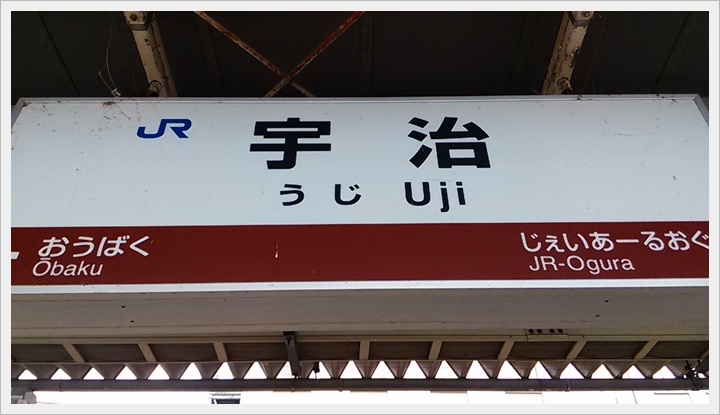 JR 宇治
うじ Uji
おうばく
Ōbaku
じぇいあーるおぐ
JR-Ogura